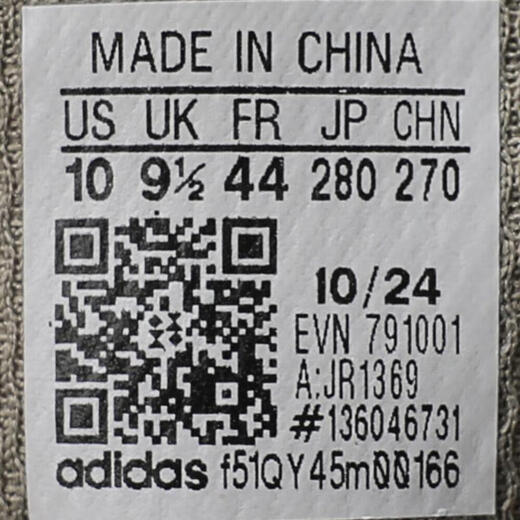 MADE IN CHINA
US UK FR JP CHN
10 9½ 44 280 270
10/24
EVN 791001
A:JR1369
#136046731
adidas f51QY45m00166